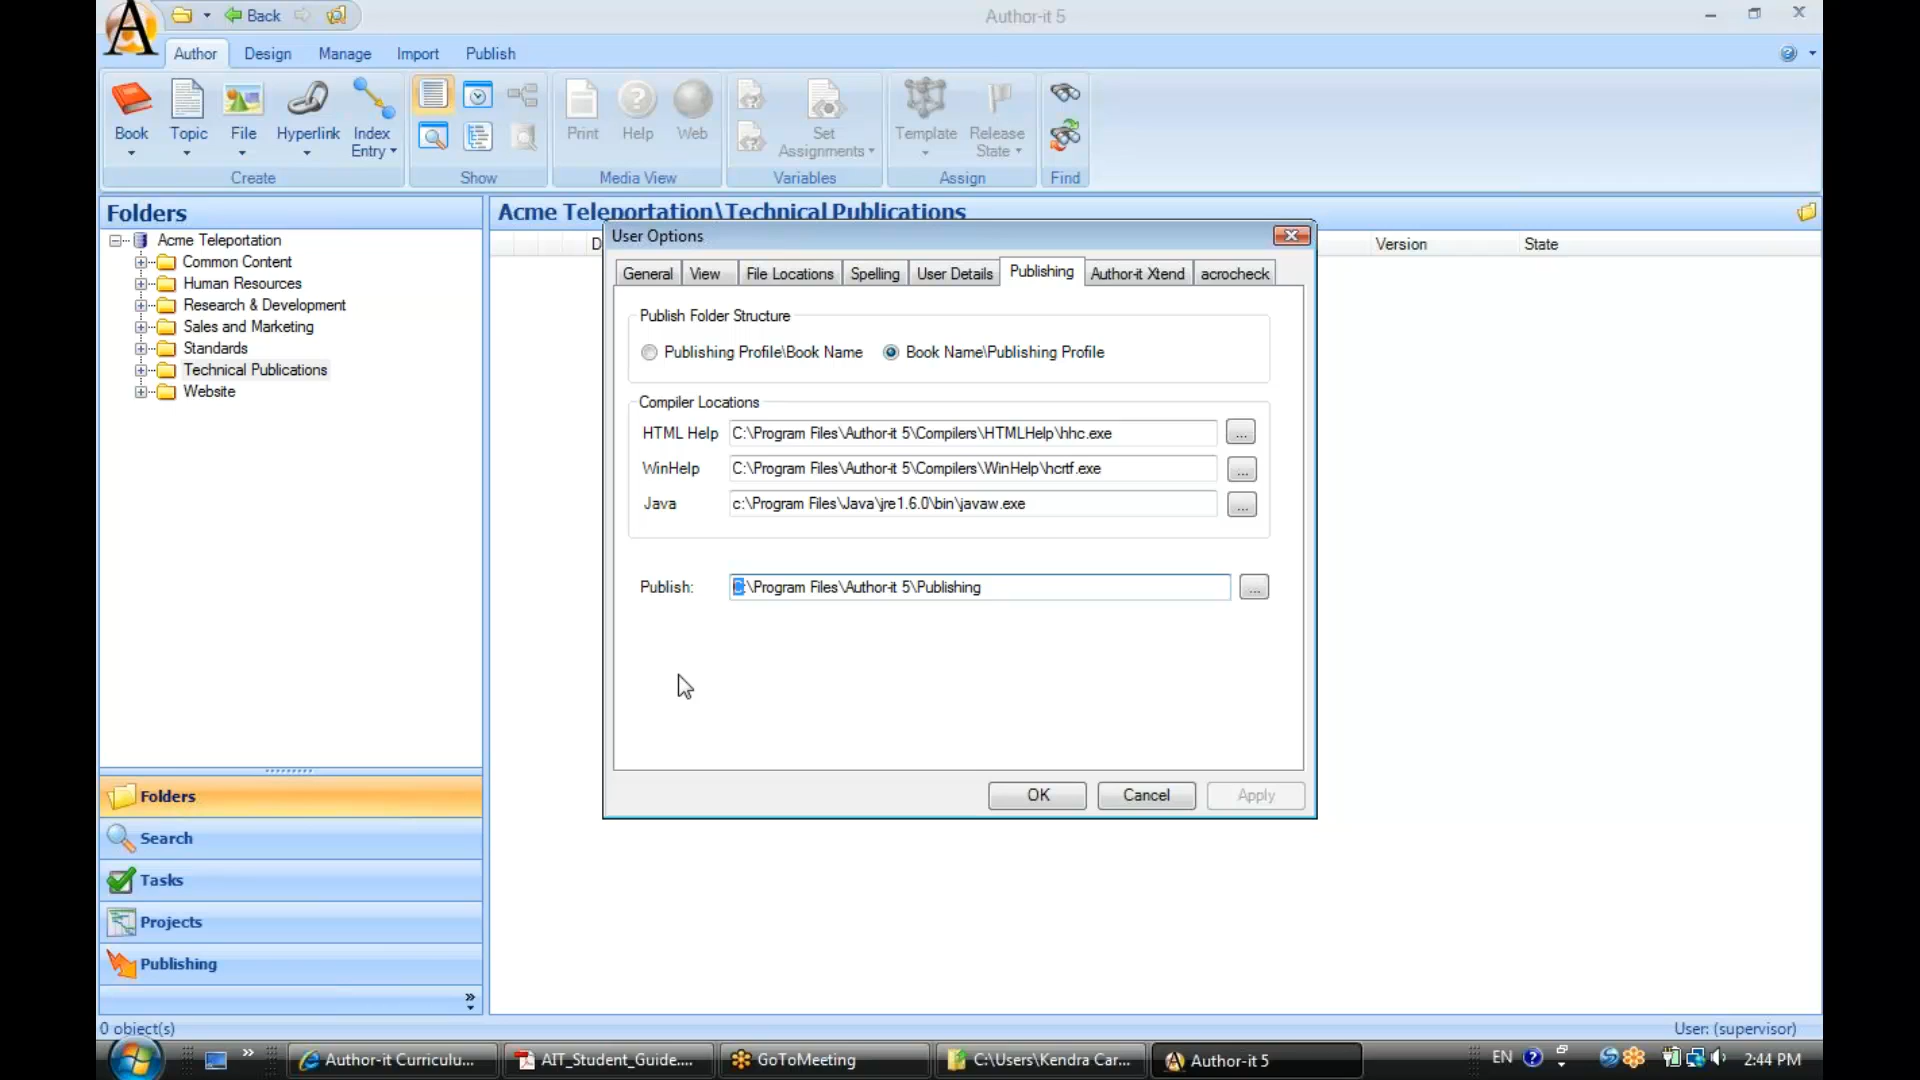 Back
Author-it 5
Author Design Manage Import Publish
Book Topic File Hyperlink Index Entry
Print Help Web
Set Assignments
Template Release State
Create Show Media View Variables Assign Find
Folders
Acme Teleportation
Common Content
Human Resources
Research & Development
Sales and Marketing
Standards
Technical Publications
Website
Folders
Search
Tasks
Projects
Publishing
Acme Teleportation\Technical Publications
D Version State
User Options
General View File Locations Spelling User Details Publishing Author-it Xtend acrocheck
Publish Folder Structure
Publishing Profile\Book Name Book Name\Publishing Profile
Compiler Locations
HTML Help C:\Program Files\Author-it 5\Compilers\HTMLHelp\hhc.exe ...
WinHelp C:\Program Files\Author-it 5\Compilers\WinHelp\hcrtf.exe ...
Java c:\Program Files\Java\jre1.6.0\bin\javaw.exe ...
Publish: C:\Program Files\Author-it 5\Publishing ...
OK Cancel Apply
0 object(s) User: (supervisor)
Author-it Curriculu... AIT_Student_Guide.... GoToMeeting C:\Users\Kendra Car... Author-it 5 EN 2:44 PM